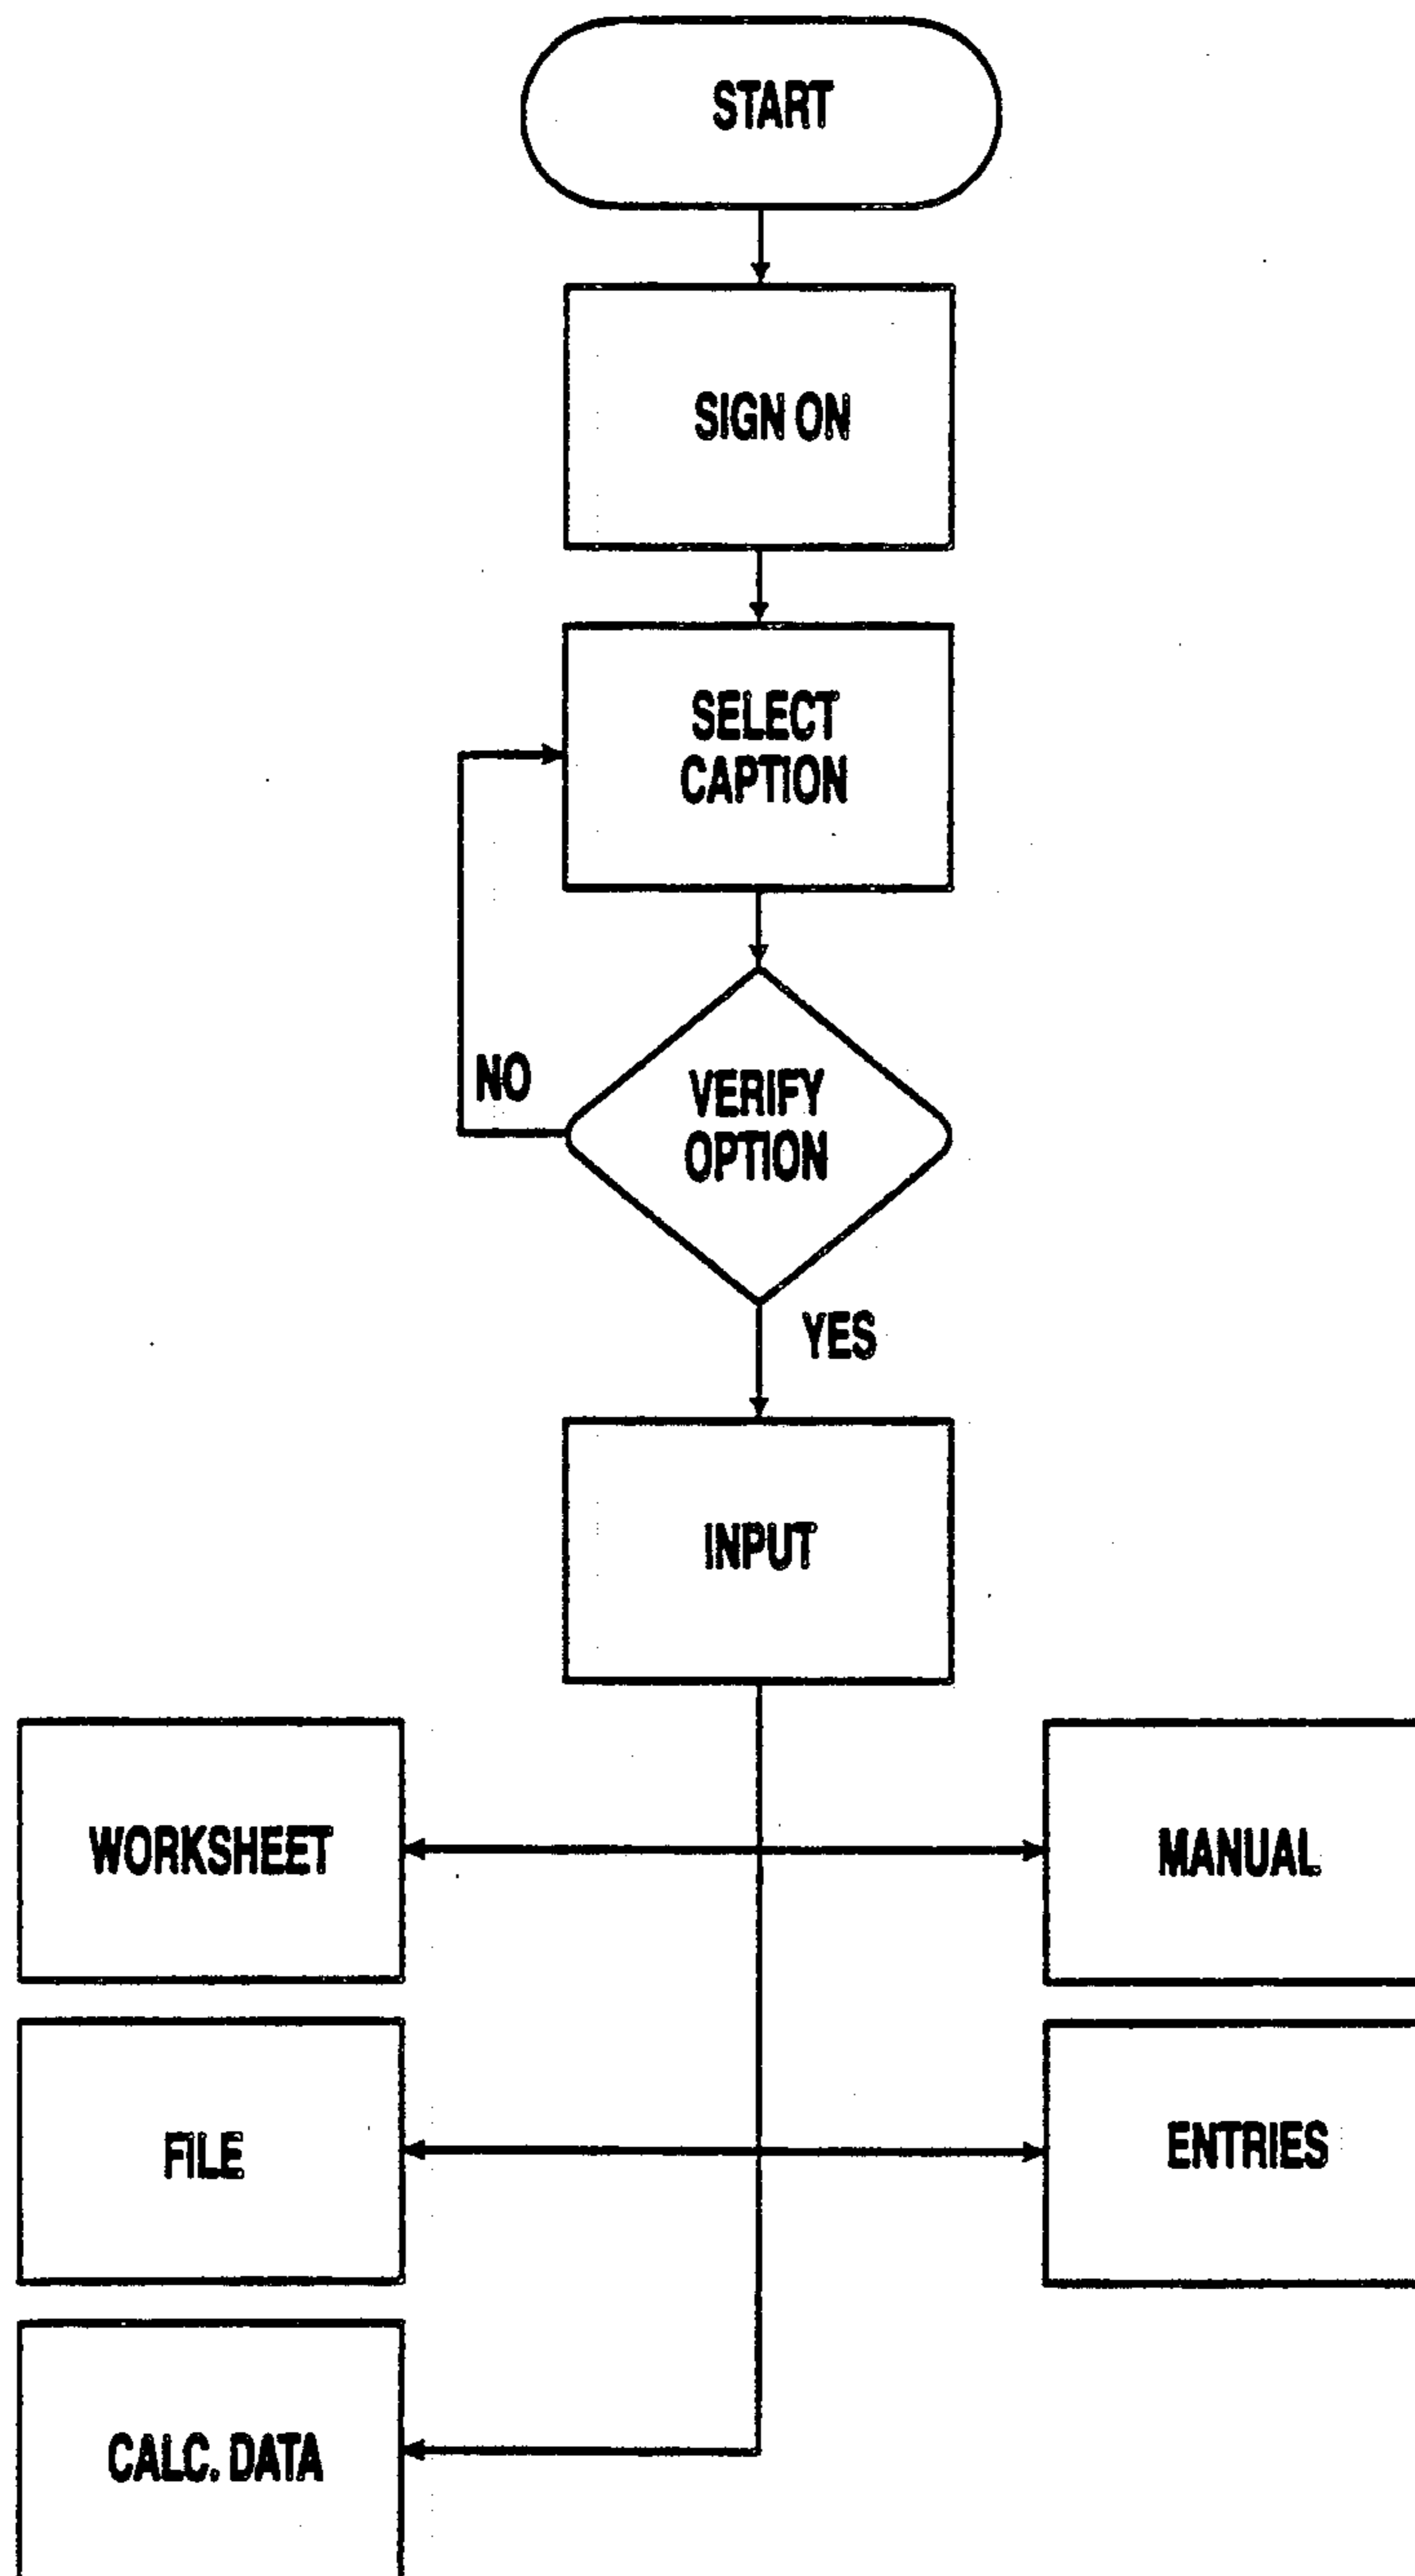 START
SIGN ON
SELECT
CAPTION
NO
VERIFY
OPTION
YES
INPUT
WORKSHEET
MANUAL
FILE
ENTRIES
CALC. DATA